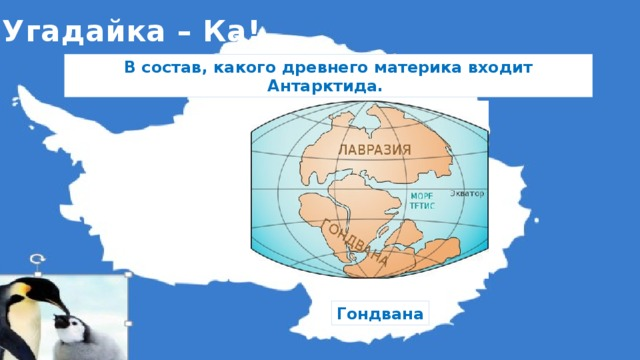 Угадайка – Ка!
В состав, какого древнего материка входит
Антарктида.
ЛАВРАЗИЯ
МОРЕ
ТЕТИС
Экватор
ГОНДВАНА
Гондвана